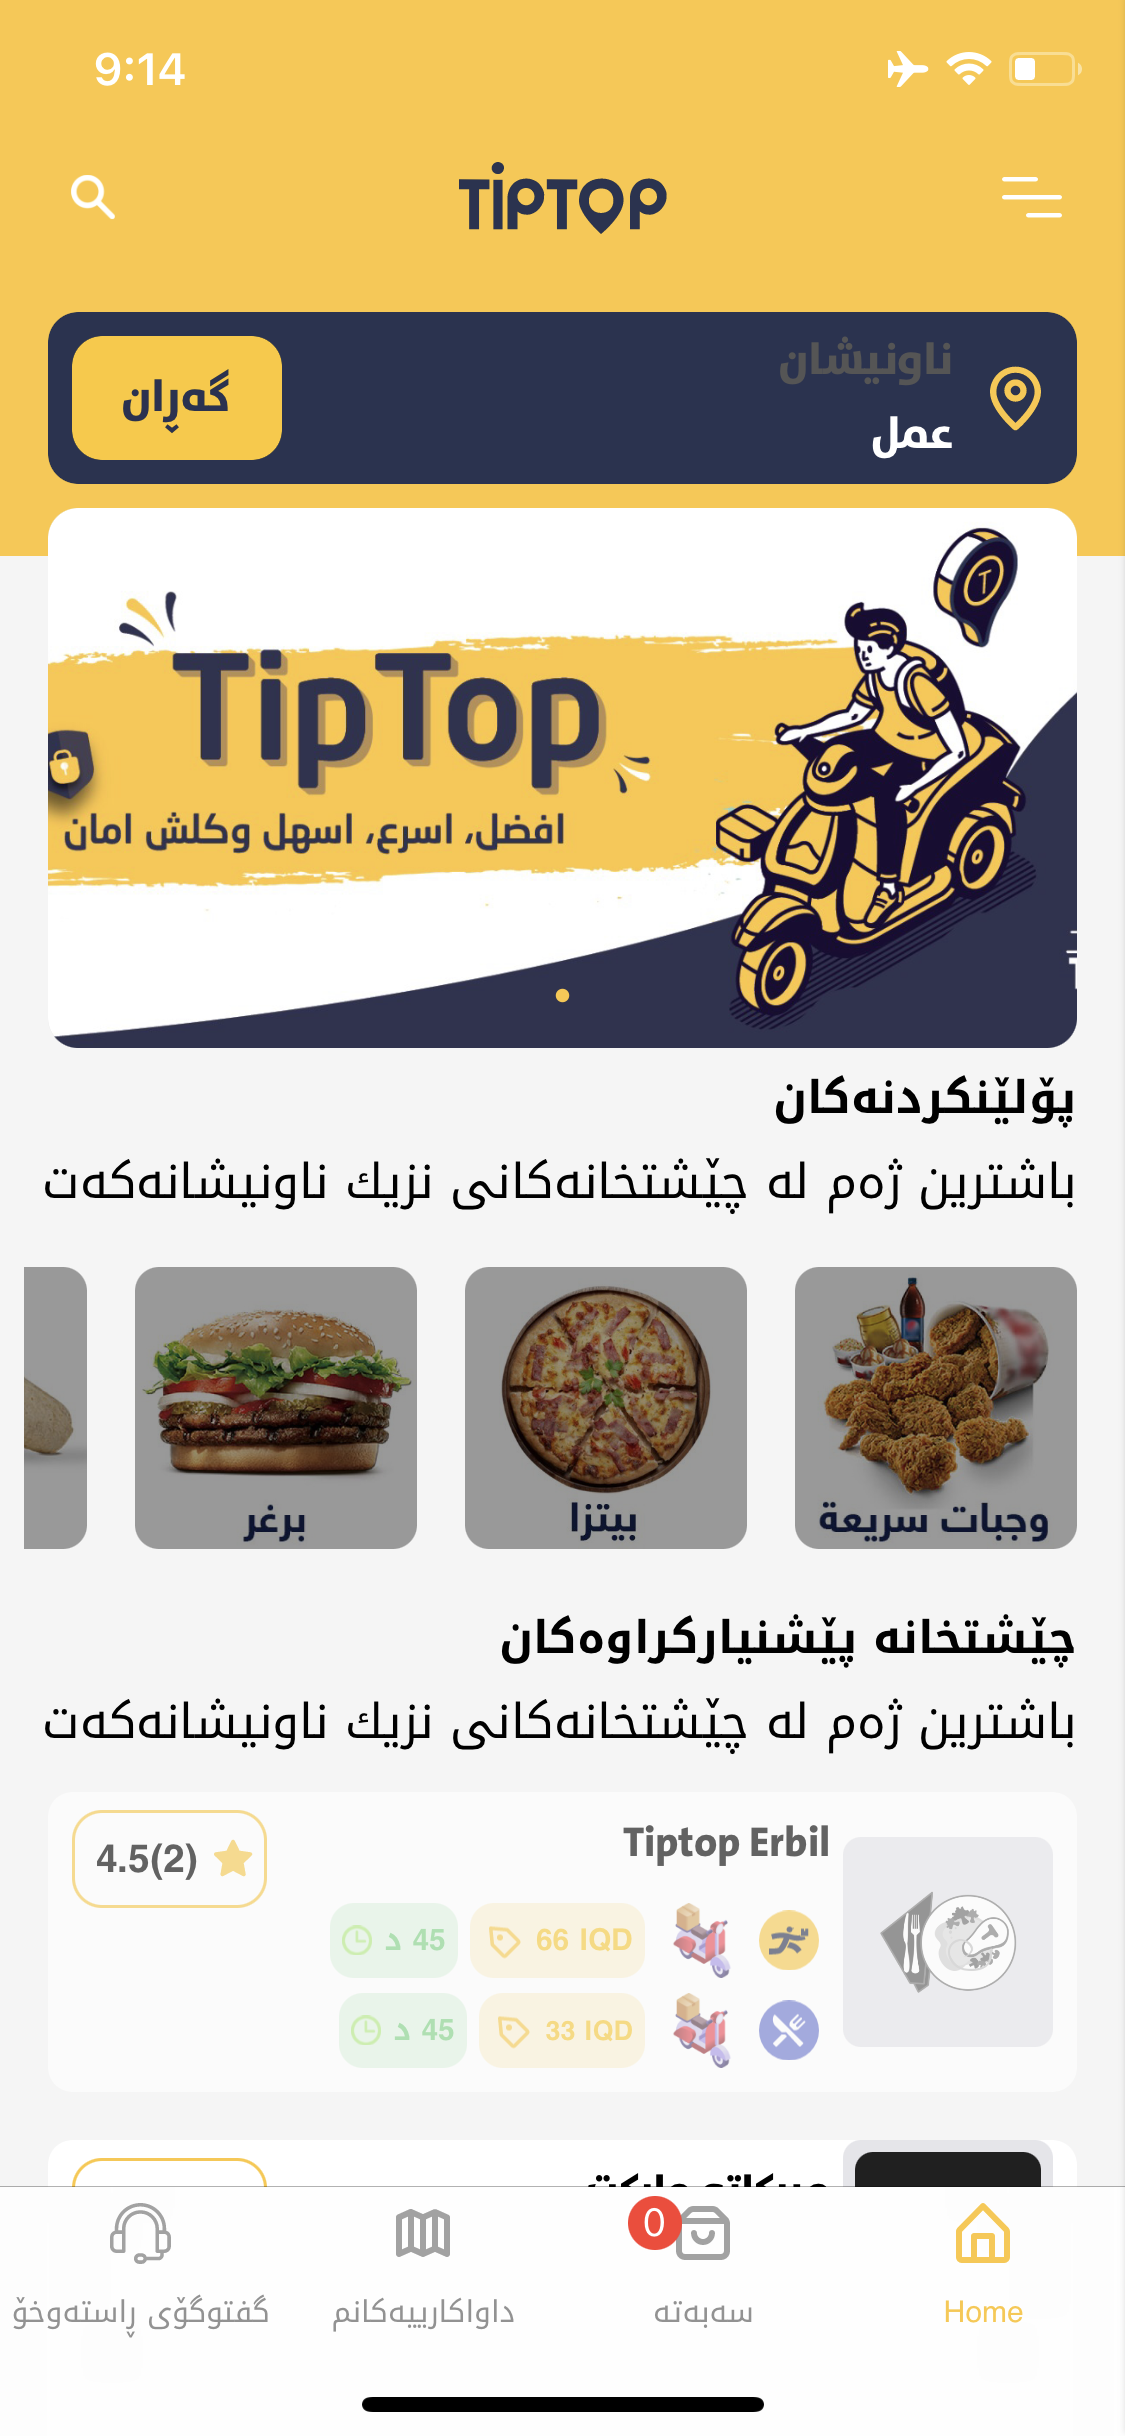 9:14
TIPTOP
ناونیشان
عمل
گەڕان
T
TipTop
افضل، اسرع، اسهل وكلش امان
پۆلێنکردنەکان
باشترین ژەم لە چێشتخانەکانی نزیك ناونیشانەکەت
وجبات سريعة
بيتزا
برغر
چێشتخانە پێشنیارکراوەکان
باشترین ژەم لە چێشتخانەکانی نزیك ناونیشانەکەت
Tiptop Erbil
4.5(2)
66 IQD
45 د
33 IQD
45 د
0
Home
سەبەتە
داواکارییەکانم
گفتوگۆی ڕاستەوخۆ